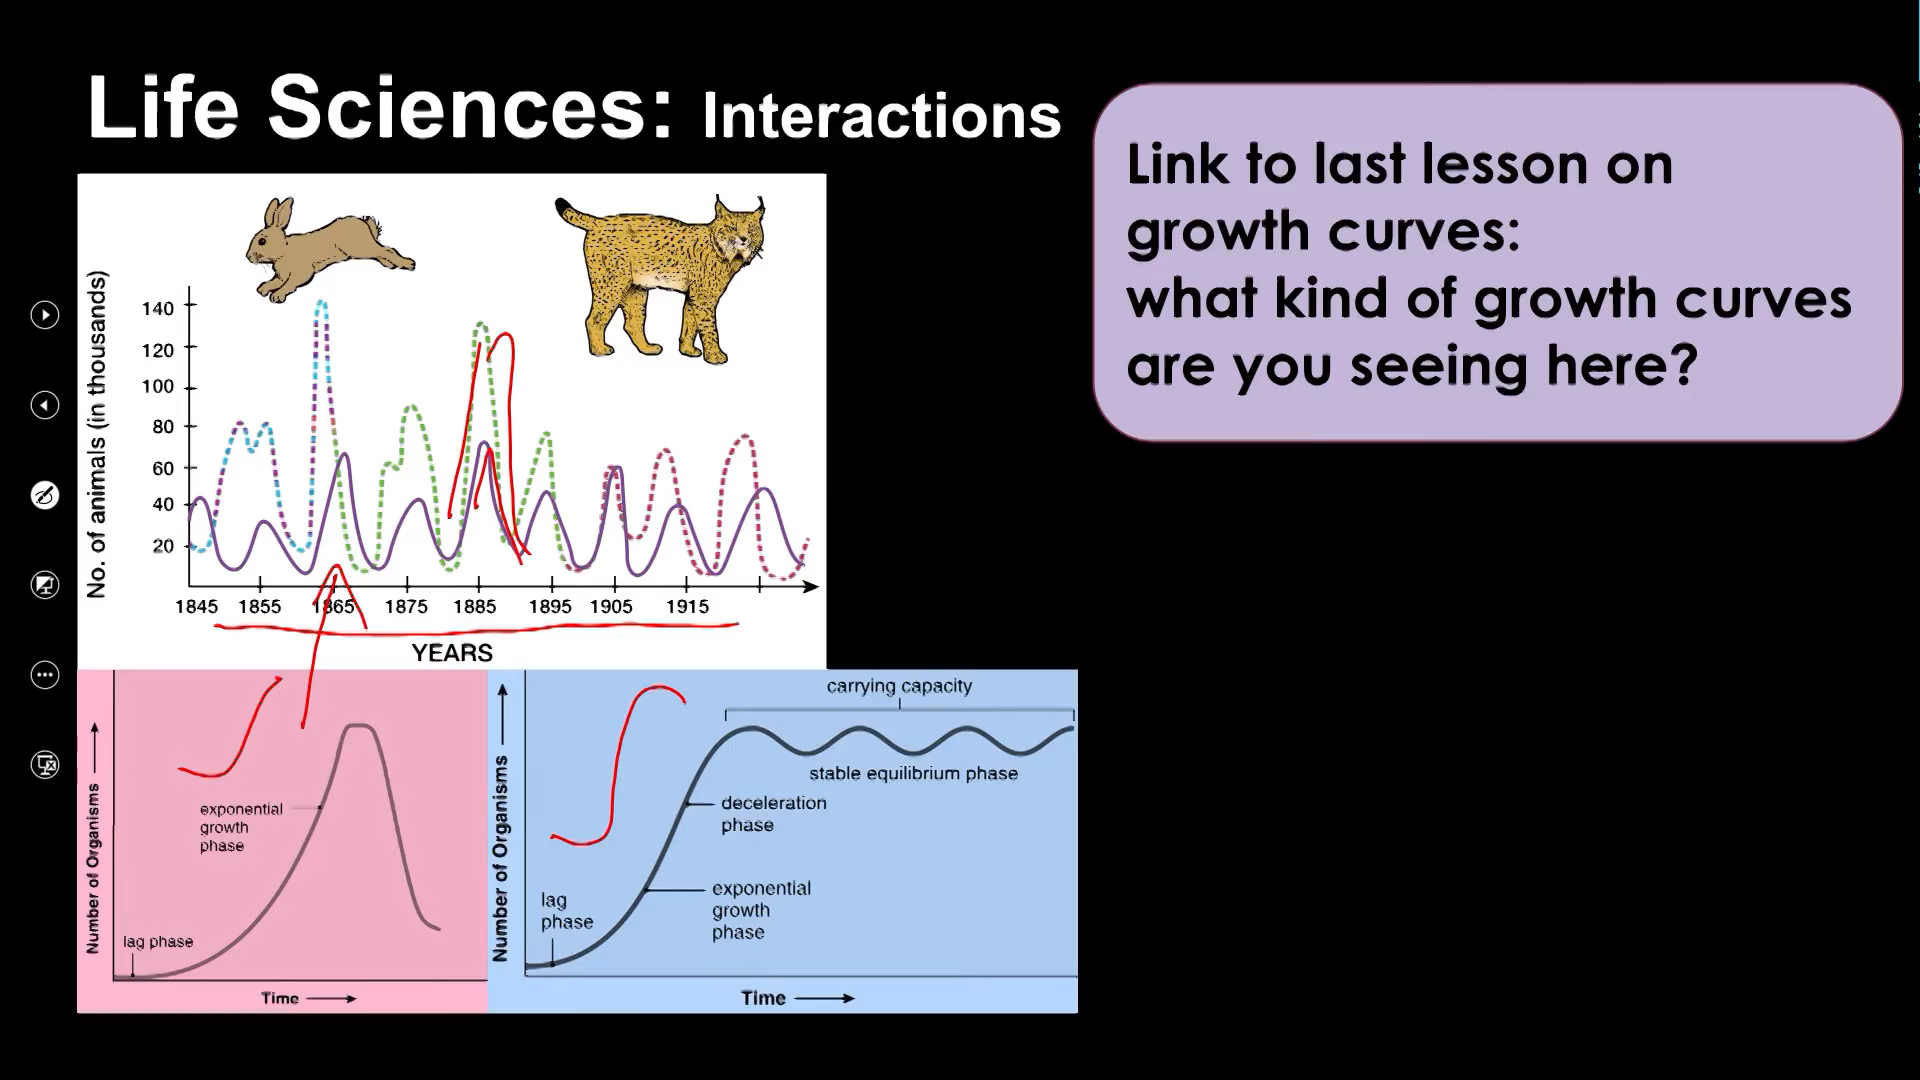 Life Sciences: Interactions
Link to last lesson on
growth curves:
what kind of growth curves
are you seeing here?
No. of animals (in thousands)
140
120
100
80
60
40
20
1845 1855 1865 1875 1885 1895 1905 1915
YEARS
Number of Organisms
exponential
growth
phase
lag phase
Time
Number of Organisms
carrying capacity
stable equilibrium phase
deceleration
phase
exponential
growth
phase
lag
phase
Time